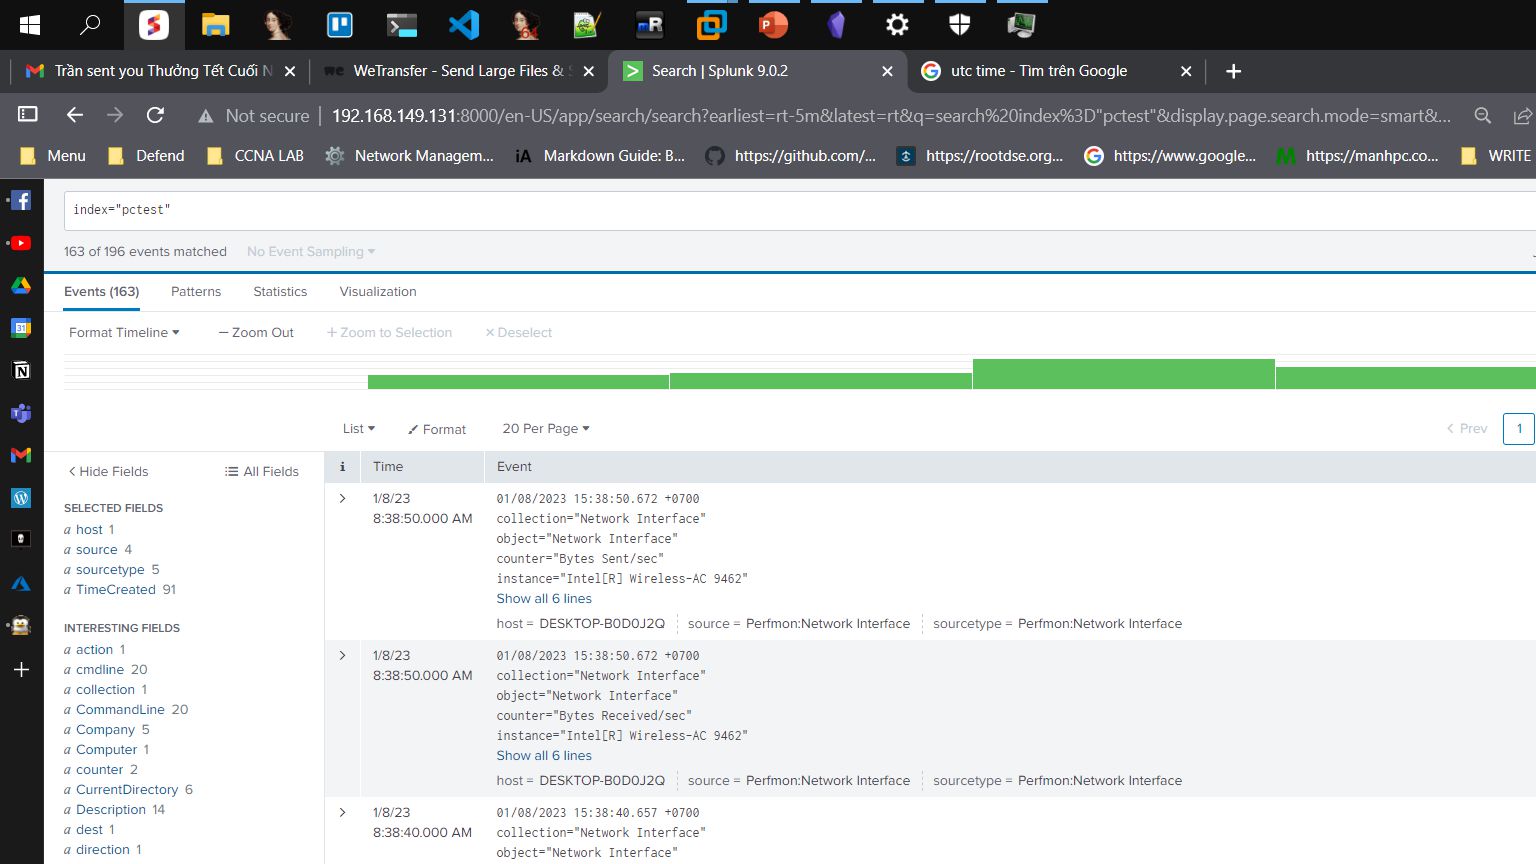 Trần sent you Thưởng Tết Cuối N
WeTransfer - Send Large Files & S
Search | Splunk 9.0.2
utc time - Tìm trên Google
Not secure | 192.168.149.131:8000/en-US/app/search/search?earliest=rt-5m&latest=rt&q=search%20index%3D"pctest"&display.page.search.mode=smart&...
Menu
Defend
CCNA LAB
Network Managem...
iA
Markdown Guide: B...
https://github.com/...
https://rootdse.org...
https://www.google...
https://manhpc.co...
WRITE
index="pctest"
163 of 196 events matched
No Event Sampling
Events (163)
Patterns
Statistics
Visualization
Format Timeline
– Zoom Out
+ Zoom to Selection
× Deselect
List
Format
20 Per Page
< Prev
1
< Hide Fields
All Fields
SELECTED FIELDS
a host 1
a source 4
a sourcetype 5
a TimeCreated 91
INTERESTING FIELDS
a action 1
a cmdline 20
a collection 1
a CommandLine 20
a Company 5
a Computer 1
a counter 2
a CurrentDirectory 6
a Description 14
a dest 1
a direction 1
i
Time
Event
1/8/23
8:38:50.000 AM
01/08/2023 15:38:50.672 +0700
collection="Network Interface"
object="Network Interface"
counter="Bytes Sent/sec"
instance="Intel[R] Wireless-AC 9462"
Show all 6 lines
host = DESKTOP-B0D0J2Q
source = Perfmon:Network Interface
sourcetype = Perfmon:Network Interface
1/8/23
8:38:50.000 AM
01/08/2023 15:38:50.672 +0700
collection="Network Interface"
object="Network Interface"
counter="Bytes Received/sec"
instance="Intel[R] Wireless-AC 9462"
Show all 6 lines
host = DESKTOP-B0D0J2Q
source = Perfmon:Network Interface
sourcetype = Perfmon:Network Interface
1/8/23
8:38:40.000 AM
01/08/2023 15:38:40.657 +0700
collection="Network Interface"
object="Network Interface"